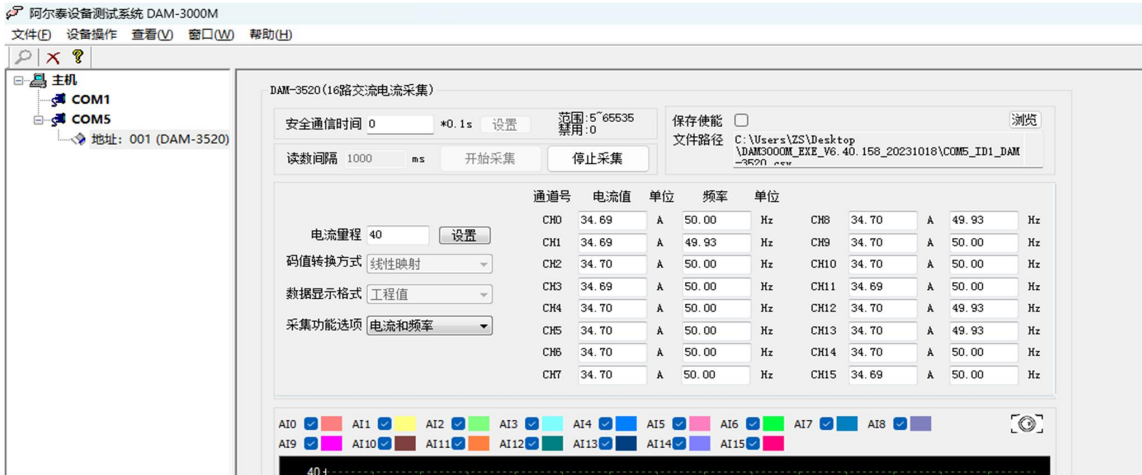 阿尔泰设备测试系统 DAM-3000M
文件(F) 设备操作 查看(V) 窗口(W) 帮助(H)
主机
COM1
COM5
地址：001 (DAM-3520)
DAM-3520(16路交流电流采集)
安全通信时间 0 *0.1s 设置 范围:5~65535
禁用:0
读数间隔 1000 ms 开始采集 停止采集
保存使能 浏览
文件路径 C:\Users\ZS\Desktop
\DAM3000M_EXE_V6.40.158_20231018\COM5_ID1_DAM
-3520.csv
通道号 电流值 单位 频率 单位
电流量程 40 设置
码值转换方式 线性映射
数据显示格式 工程值
采集功能选项 电流和频率
CH0 34.69 A 50.00 Hz CH8 34.70 A 49.93 Hz
CH1 34.69 A 49.93 Hz CH9 34.70 A 50.00 Hz
CH2 34.70 A 50.00 Hz CH10 34.70 A 50.00 Hz
CH3 34.69 A 50.00 Hz CH11 34.69 A 50.00 Hz
CH4 34.70 A 50.00 Hz CH12 34.70 A 49.93 Hz
CH5 34.70 A 50.00 Hz CH13 34.70 A 49.93 Hz
CH6 34.70 A 50.00 Hz CH14 34.70 A 50.00 Hz
CH7 34.70 A 50.00 Hz CH15 34.69 A 50.00 Hz
AI0 AI1 AI2 AI3 AI4 AI5 AI6 AI7 AI8
AI9 AI10 AI11 AI12 AI13 AI14 AI15
40